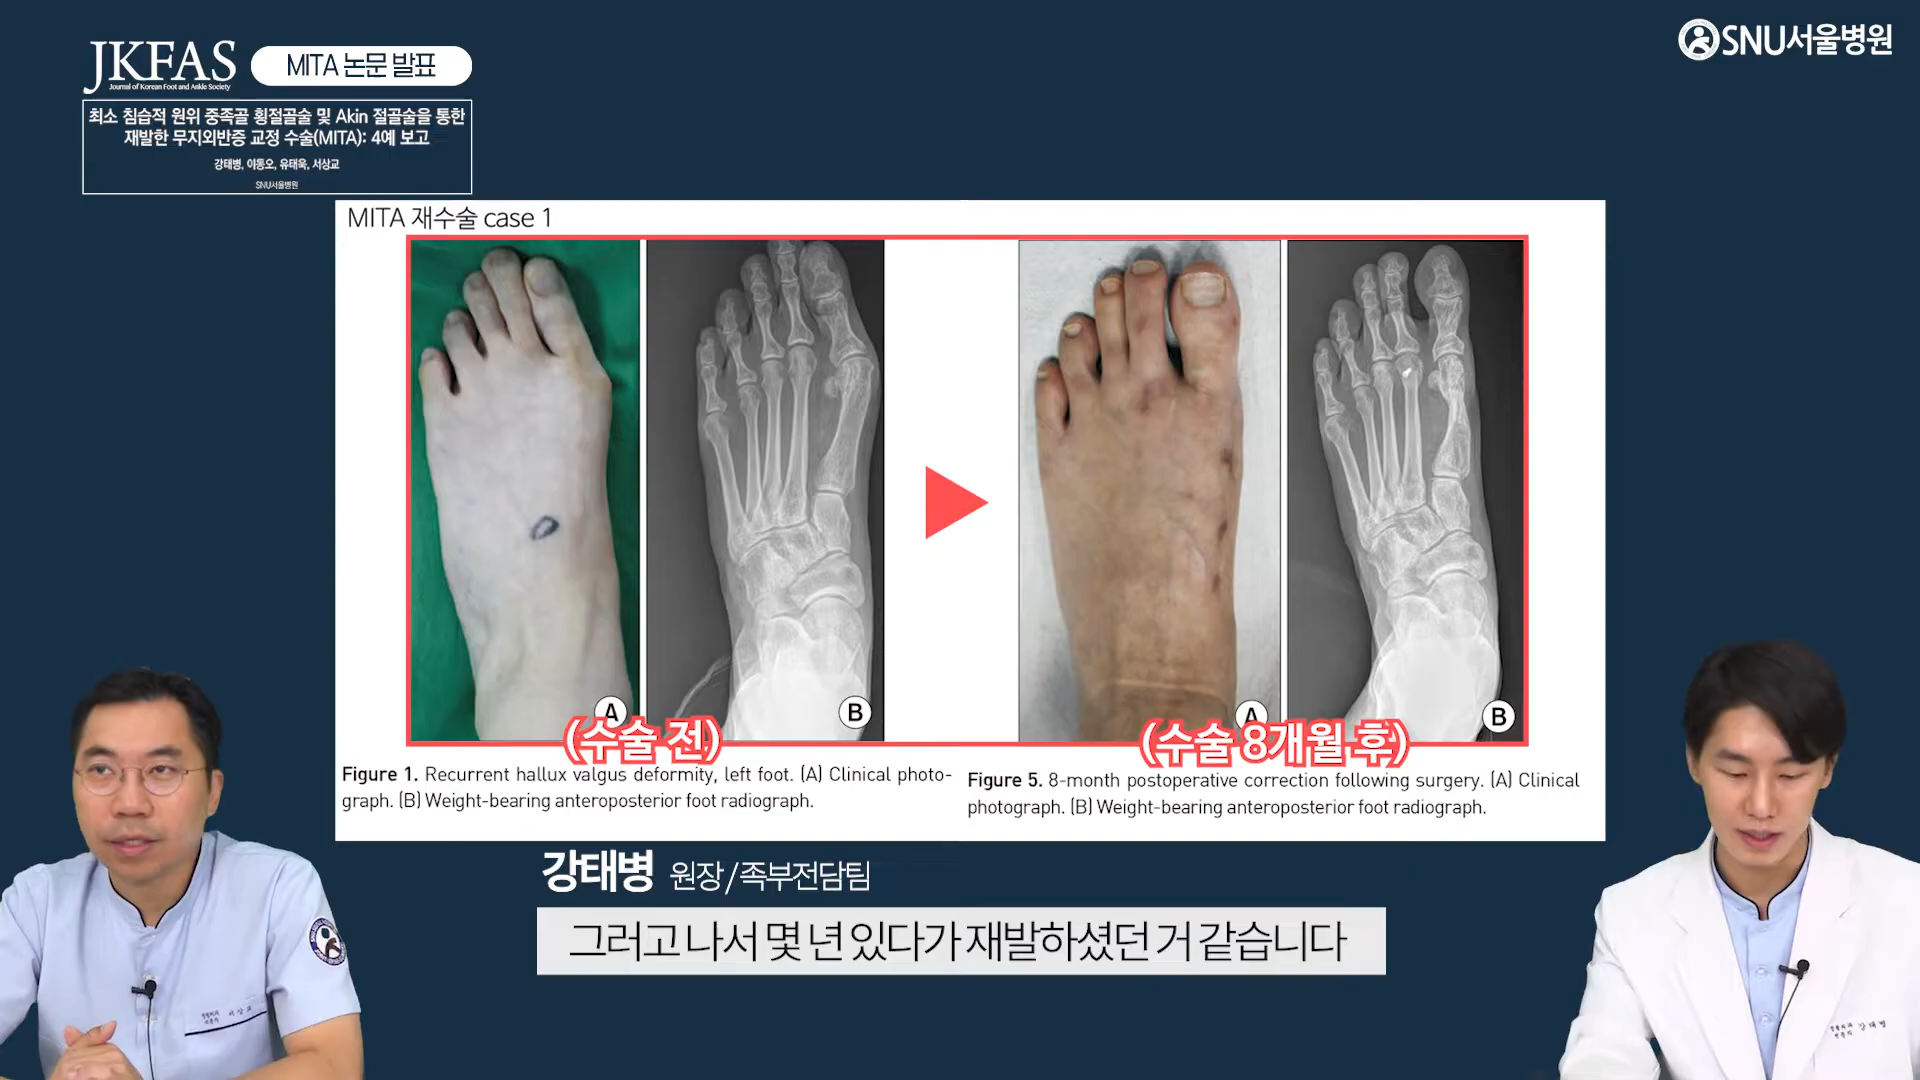 JKFAS
Journal of Korean Foot and Ankle Society
MITA 논문 발표
SNU서울병원
최소 침습적 원위 중족골 횡절골술 및 Akin 절골술을 통한
재발한 무지외반증 교정 수술(MITA): 4예 보고
강태병, 이동오, 유태욱, 서상교
SNU서울병원
MITA 재수술 case 1
A
B
A
B
(수술 전)
(수술 8개월 후)
Figure 1. Recurrent hallux valgus deformity, left foot. (A) Clinical photo-
graph. (B) Weight-bearing anteroposterior foot radiograph.
Figure 5. 8-month postoperative correction following surgery. (A) Clinical
photograph. (B) Weight-bearing anteroposterior foot radiograph.
강태병 원장/족부전담팀
그러고 나서 몇 년 있다가 재발하셨던 거 같습니다
서상교
강태병